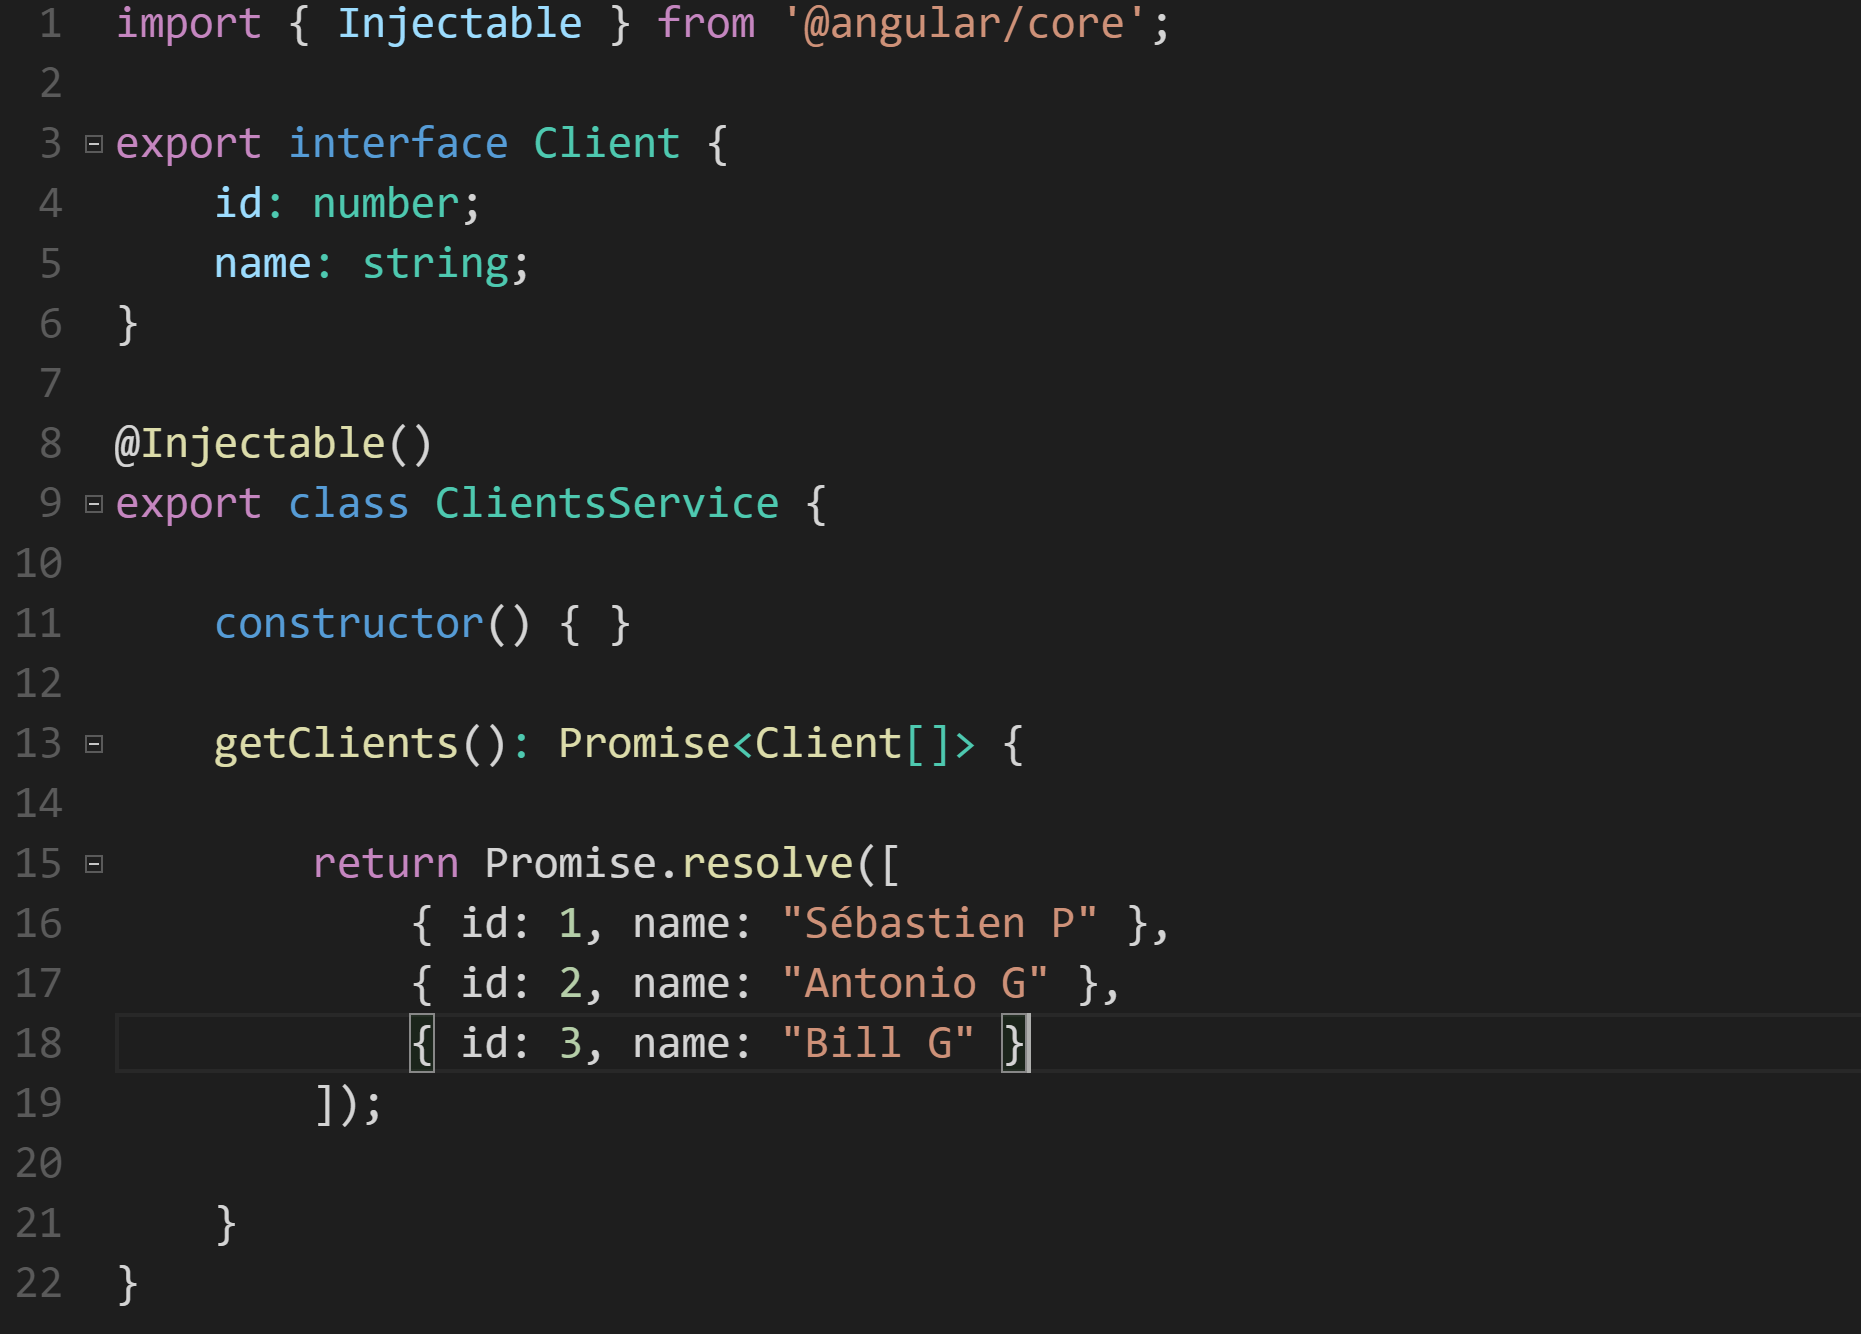 1 import { Injectable } from '@angular/core';
2
3 export interface Client {
4     id: number;
5     name: string;
6 }
7
8 @Injectable()
9 export class ClientsService {
10
11     constructor() { }
12
13     getClients(): Promise<Client[]> {
14
15         return Promise.resolve([
16             { id: 1, name: "Sébastien P" },
17             { id: 2, name: "Antonio G" },
18             { id: 3, name: "Bill G" }
19         ]);
20
21     }
22 }